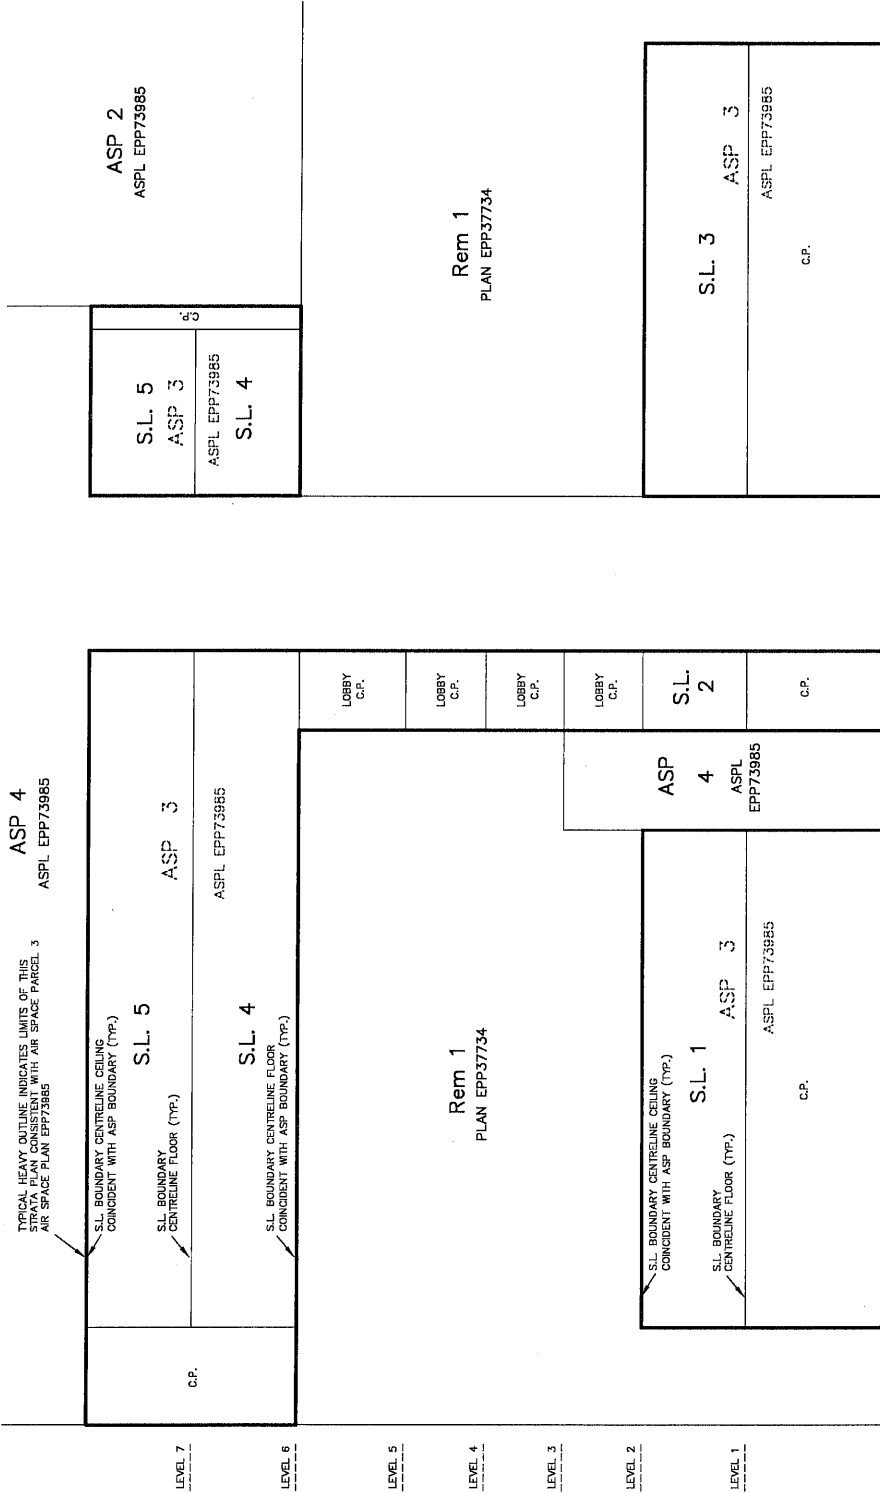 TYPICAL HEAVY OUTLINE INDICATES LIMITS OF THIS
STRATA PLAN CONSISTENT WITH AIR SPACE PARCEL 3
AIR SPACE PLAN EPP73985
ASP 4
ASPL EPP73985
S.L. BOUNDARY CENTRELINE CEILING
COINCIDENT WITH ASP BOUNDARY (TYP.)
S.L. 5
S.L. BOUNDARY
CENTRELINE FLOOR (TYP.)
ASP 3
ASPL EPP73985
S.L. 4
S.L. BOUNDARY CENTRELINE FLOOR
COINCIDENT WITH ASP BOUNDARY (TYP.)
C.P.
LEVEL 7
LEVEL 6
LEVEL 5
LEVEL 4
LEVEL 3
LEVEL 2
LEVEL 1
LOBBY
C.P.
LOBBY
C.P.
LOBBY
C.P.
LOBBY
C.P.
Rem 1
PLAN EPP37734
S.L. BOUNDARY CENTRELINE CEILING
COINCIDENT WITH ASP BOUNDARY (TYP.)
S.L. 1
S.L. BOUNDARY
CENTRELINE FLOOR (TYP.)
ASP 3
ASPL EPP73985
C.P.
ASP
4
ASPL
EPP73985
S.L.
2
C.P.
ASP 2
ASPL EPP73985
C.P.
S.L. 5
ASP 3
ASPL EPP73985
S.L. 4
Rem 1
PLAN EPP37734
S.L. 3
ASP 3
ASPL EPP73985
C.P.